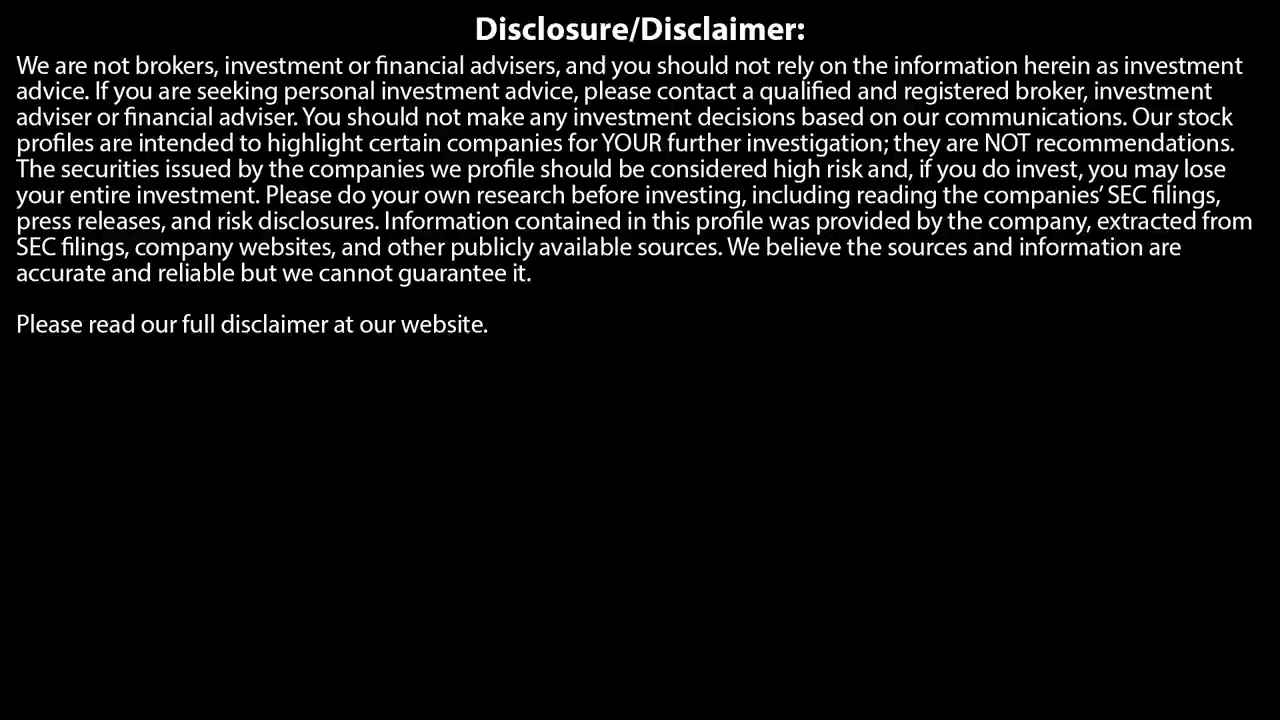 Disclosure/Disclaimer:
We are not brokers, investment or financial advisers, and you should not rely on the information herein as investment
advice. If you are seeking personal investment advice, please contact a qualified and registered broker, investment
adviser or financial adviser. You should not make any investment decisions based on our communications. Our stock
profiles are intended to highlight certain companies for YOUR further investigation; they are NOT recommendations.
The securities issued by the companies we profile should be considered high risk and, if you do invest, you may lose
your entire investment. Please do your own research before investing, including reading the companies’ SEC filings,
press releases, and risk disclosures. Information contained in this profile was provided by the company, extracted from
SEC filings, company websites, and other publicly available sources. We believe the sources and information are
accurate and reliable but we cannot guarantee it.
Please read our full disclaimer at our website.